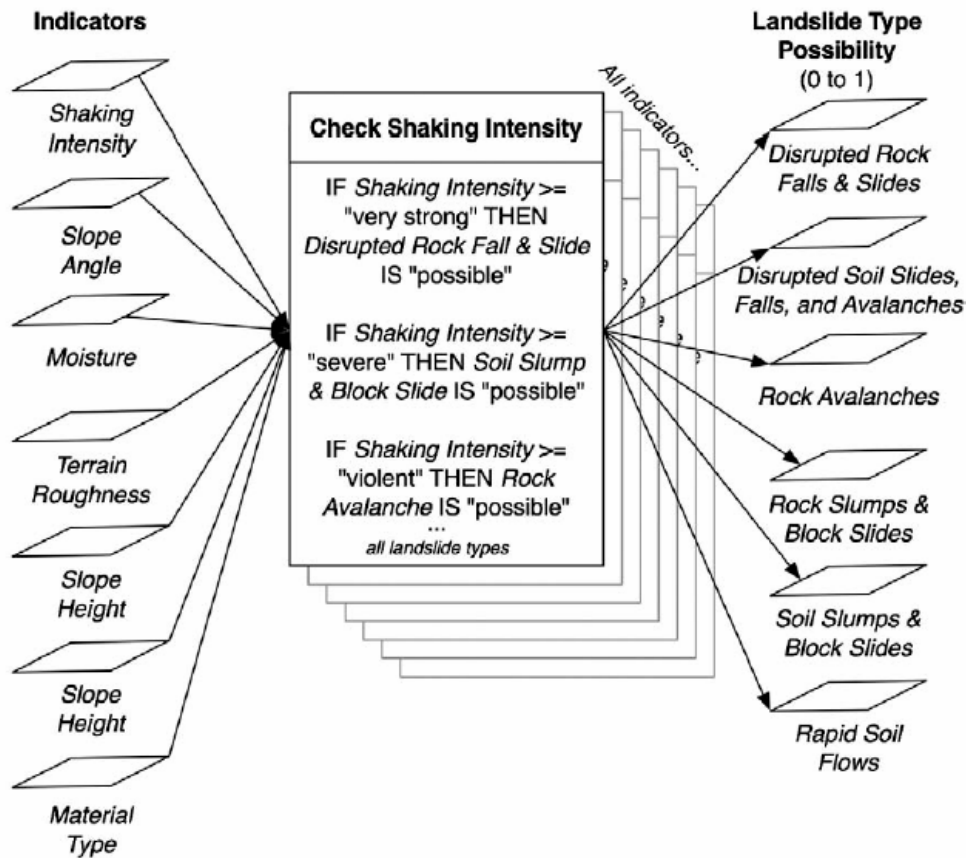 Indicators
Shaking
Intensity
Slope
Angle
Moisture
Terrain
Roughness
Slope
Height
Slope
Height
Material
Type
Check Shaking Intensity
IF Shaking Intensity >=
"very strong" THEN
Disrupted Rock Fall & Slide
IS "possible"
IF Shaking Intensity >=
"severe" THEN Soil Slump
& Block Slide IS "possible"
IF Shaking Intensity >=
"violent" THEN Rock
Avalanche IS "possible"
...
all landslide types
All indicators...
e
e
e
e
e
e
Landslide Type
Possibility
(0 to 1)
Disrupted Rock
Falls & Slides
Disrupted Soil Slides,
Falls, and Avalanches
Rock Avalanches
Rock Slumps &
Block Slides
Soil Slumps &
Block Slides
Rapid Soil
Flows